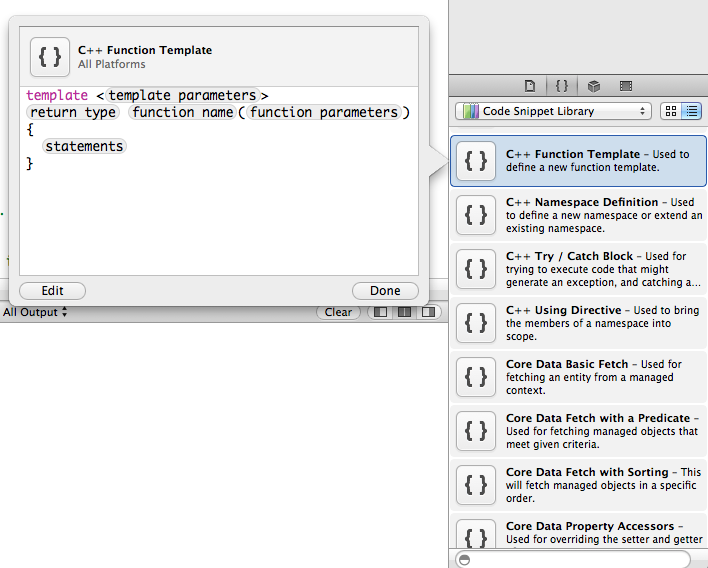 C++ Function Template
All Platforms
template <template parameters>
return type function name(function parameters)
{
statements
}
Edit
Done
All Output
Clear
{ }
Code Snippet Library
C++ Function Template – Used to
define a new function template.
C++ Namespace Definition – Used
to define a new namespace or extend an
existing namespace.
C++ Try / Catch Block – Used for
trying to execute code that might
generate an exception, and catching a...
C++ Using Directive – Used to bring
the members of a namespace into
scope.
Core Data Basic Fetch – Used for
fetching an entity from a managed
context.
Core Data Fetch with a Predicate –
Used for fetching managed objects that
meet given criteria.
Core Data Fetch with Sorting – This
will fetch managed objects in a specific
order.
Core Data Property Accessors –
Used for overriding the setter and getter